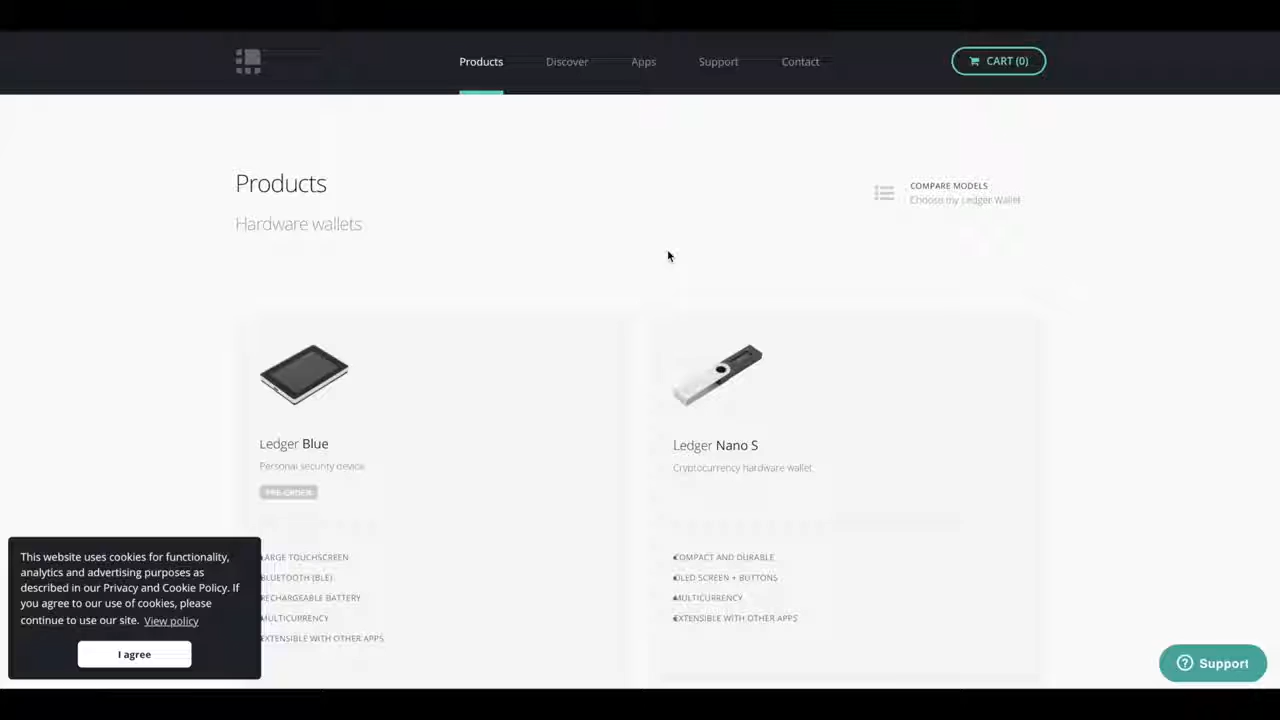 Products
Discover
Apps
Support
Contact
CART (0)
Products
Hardware wallets
COMPARE MODELS
Choose my Ledger Wallet
Ledger Blue
Personal security device
PRE-ORDER
LARGE TOUCHSCREEN
BLUETOOTH (BLE)
RECHARGEABLE BATTERY
MULTICURRENCY
EXTENSIBLE WITH OTHER APPS
Ledger Nano S
Cryptocurrency hardware wallet
COMPACT AND DURABLE
OLED SCREEN + BUTTONS
MULTICURRENCY
EXTENSIBLE WITH OTHER APPS
This website uses cookies for functionality,
analytics and advertising purposes as
described in our Privacy and Cookie Policy. If
you agree to our use of cookies, please
continue to use our site. View policy
I agree
Support